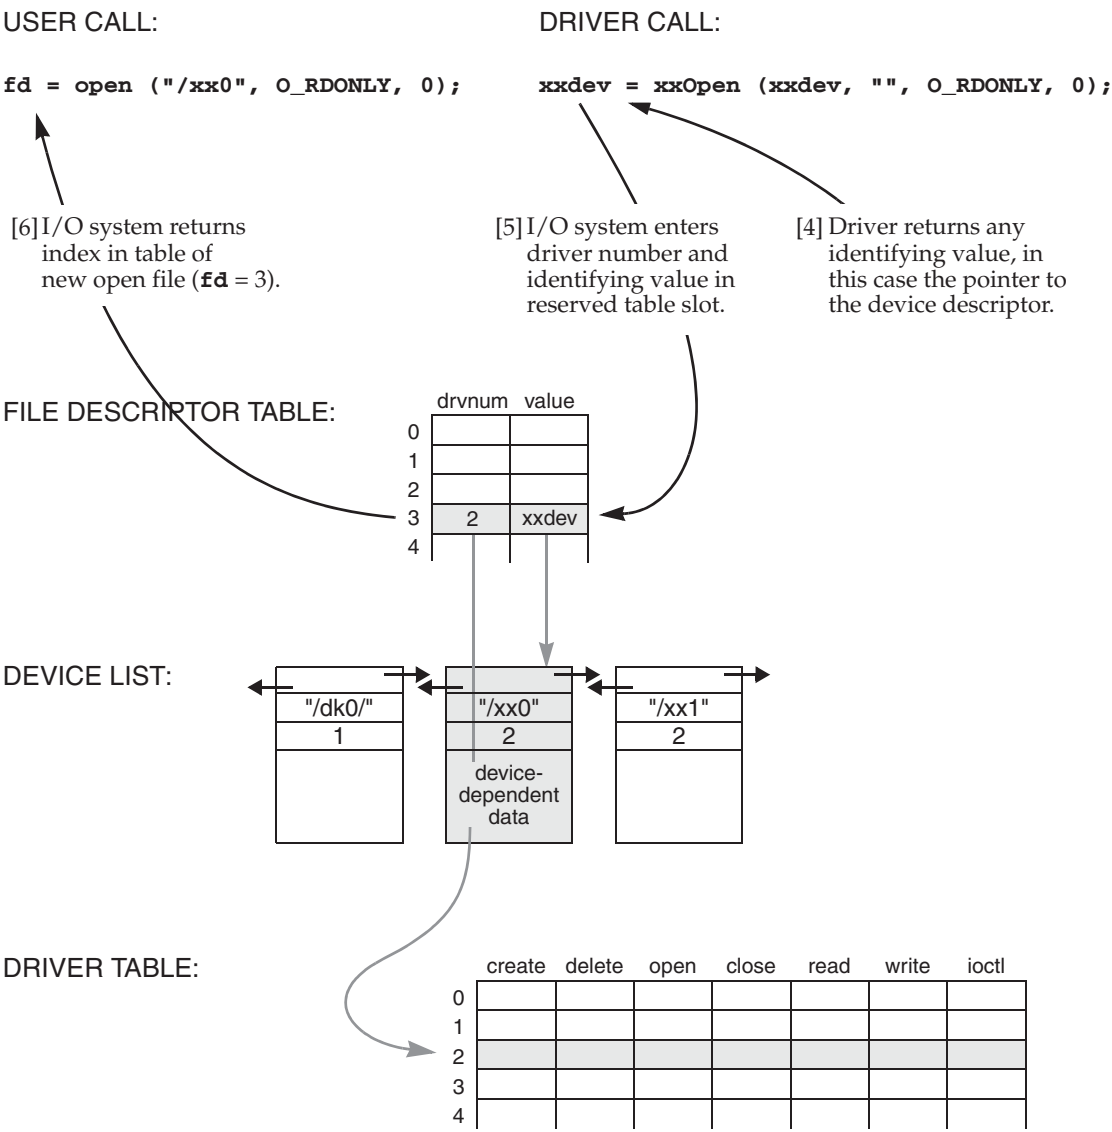 USER CALL:
DRIVER CALL:
fd = open ("/xx0", O_RDONLY, 0);
xxdev = xxOpen (xxdev, "", O_RDONLY, 0);
[6] I/O system returns
index in table of
new open file (fd = 3).
[5] I/O system enters
driver number and
identifying value in
reserved table slot.
[4] Driver returns any
identifying value, in
this case the pointer to
the device descriptor.
FILE DESCRIPTOR TABLE:
drvnum value
0
1
2
3 2 xxdev
4
DEVICE LIST:
"/dk0/"
1
"/xx0"
2
device-
dependent
data
"/xx1"
2
DRIVER TABLE:
create delete open close read write ioctl
0
1
2
3
4